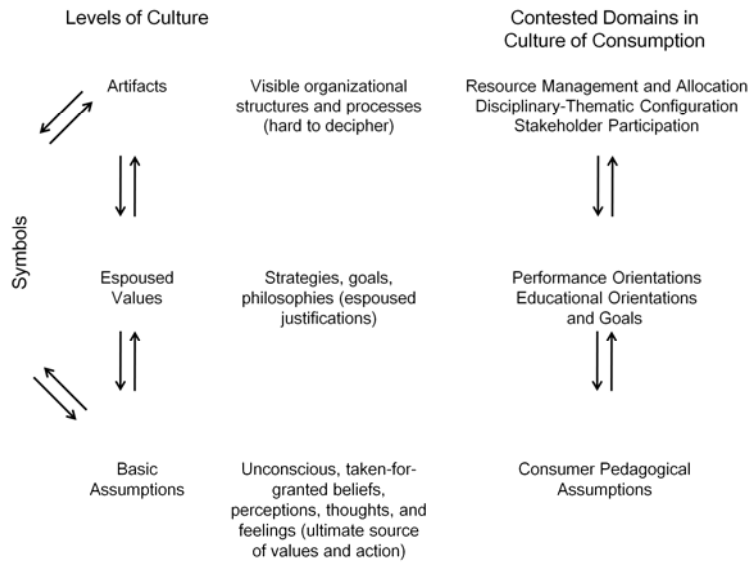 Levels of Culture
Contested Domains in
Culture of Consumption
Artifacts
Visible organizational
structures and processes
(hard to decipher)
Resource Management and Allocation
Disciplinary-Thematic Configuration
Stakeholder Participation
Symbols
Espoused
Values
Strategies, goals,
philosophies (espoused
justifications)
Performance Orientations
Educational Orientations
and Goals
Basic
Assumptions
Unconscious, taken-for-
granted beliefs,
perceptions, thoughts, and
feelings (ultimate source
of values and action)
Consumer Pedagogical
Assumptions